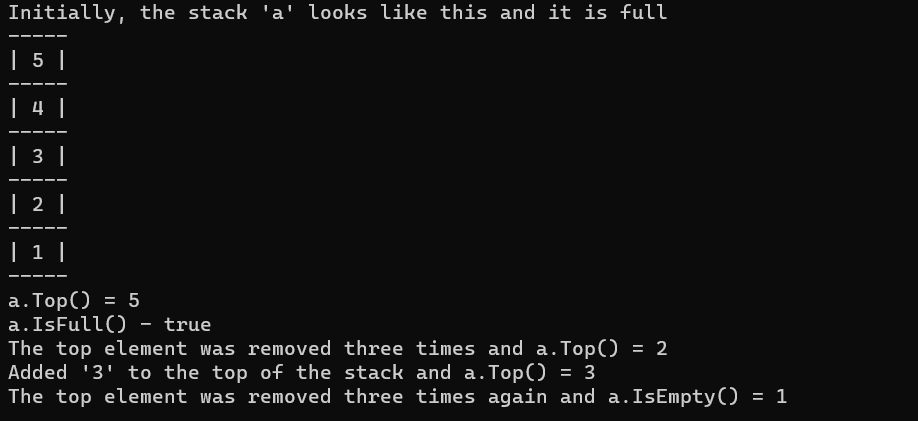 Initially, the stack 'a' looks like this and it is full
-----
| 5 |
-----
| 4 |
-----
| 3 |
-----
| 2 |
-----
| 1 |
-----
a.Top() = 5
a.IsFull() - true
The top element was removed three times and a.Top() = 2
Added '3' to the top of the stack and a.Top() = 3
The top element was removed three times again and a.IsEmpty() = 1